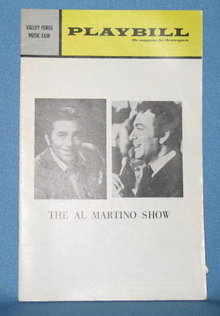 VALLEY FORGE
MUSIC FAIR
PLAYBILL
the magazine for theatregoers
THE AL MARTINO SHOW